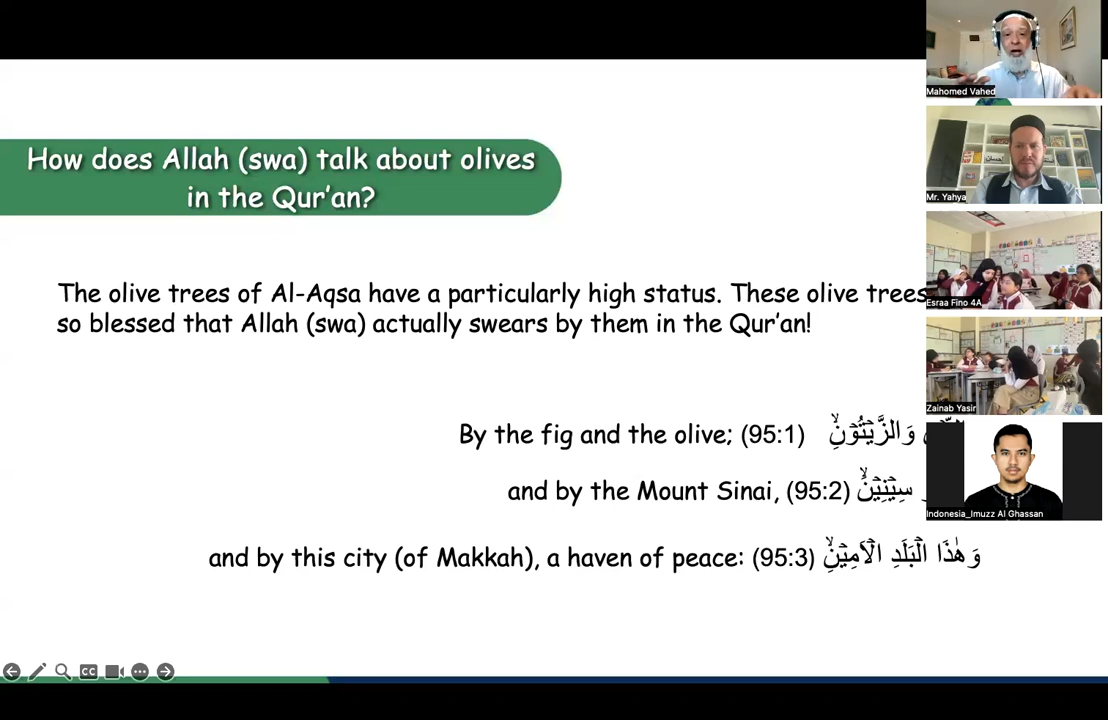 How does Allah (swa) talk about olives
in the Qur’an?
The olive trees of Al-Aqsa have a particularly high status. These olive trees
so blessed that Allah (swa) actually swears by them in the Qur’an!
By the fig and the olive; (95:1) وَالزَّيْتُوْنِۙ
and by the Mount Sinai, (95:2) سِيْنِيْنَۙ
and by this city (of Makkah), a haven of peace: (95:3) وَهٰذَا الْبَلَدِ الْاَمِيْنِۙ
Mahomed Vahed
Mr. Yahya
Esraa Fino 4A
Zainab Yasir
Indonesia_Imuzz Al Ghassan
CC